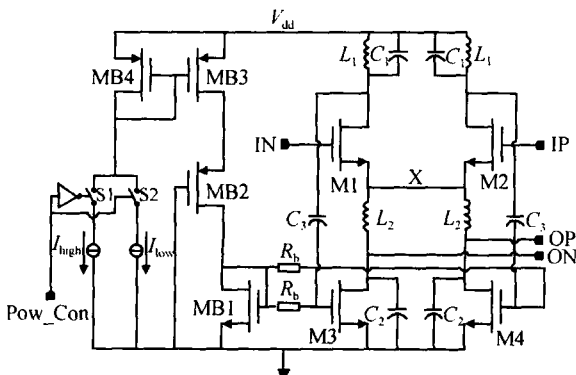 V_dd
L_1
C_1
C_1
L_1
MB4
MB3
IN
IP
M1
M2
X
MB2
S1
S2
C_3
L_2
L_2
C_3
I_high
I_low
OP
ON
R_b
Pow_Con
R_b
MB1
C_2
C_2
M3
M4